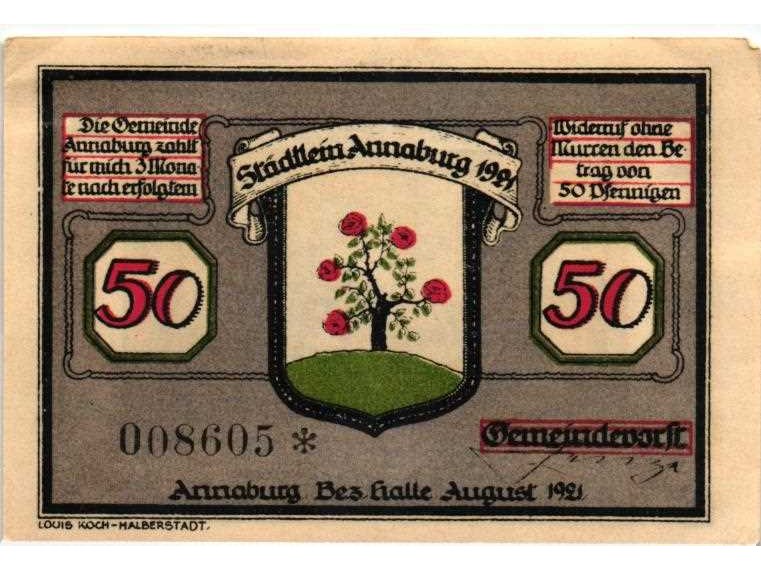 Die Gemeinde
Annaburg zahlt
für mich 3 Mona-
te nach erfolgtem
Städtlein Annaburg 1921
Widerruf ohne
Murren den Be-
trag von
50 Pfennigen
50
50
008605 *
Gemeindevorst.
Annaburg Bez. Halle August 1921
LOUIS KOCH-HALBERSTADT.